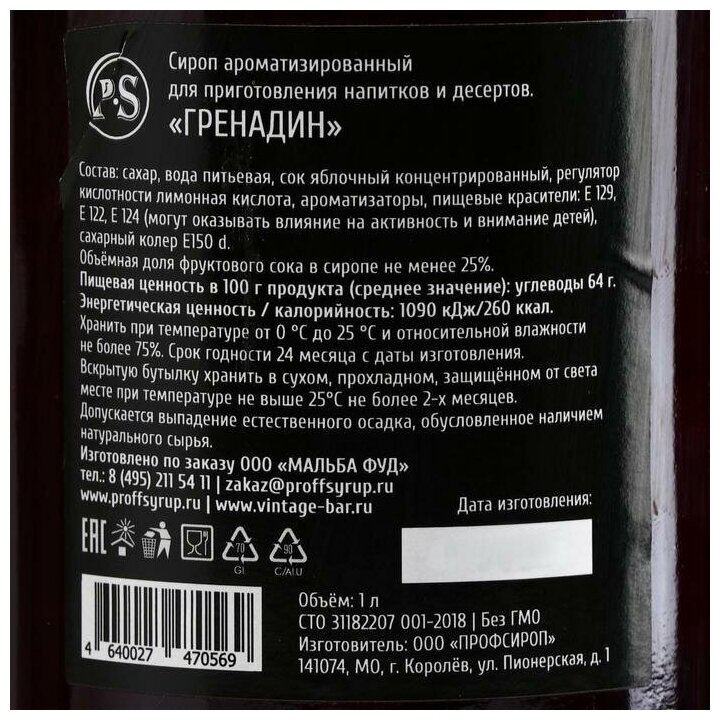 P.S
Сироп ароматизированный
для приготовления напитков и десертов.
«ГРЕНАДИН»
Состав: сахар, вода питьевая, сок яблочный концентрированный, регулятор
кислотности лимонная кислота, ароматизаторы, пищевые красители: Е 129,
Е 122, Е 124 (могут оказывать влияние на активность и внимание детей),
сахарный колер Е150 d.
Объёмная доля фруктового сока в сиропе не менее 25%.
Пищевая ценность в 100 г продукта (среднее значение): углеводы 64 г.
Энергетическая ценность / калорийность: 1090 кДж/260 ккал.
Хранить при температуре от 0 °С до 25 °С и относительной влажности
не более 75%. Срок годности 24 месяца с даты изготовления.
Вскрытую бутылку хранить в сухом, прохладном, защищённом от света
месте при температуре не выше 25°С не более 2-х месяцев.
Допускается выпадение естественного осадка, обусловленное наличием
натурального сырья.
Изготовлено по заказу ООО «МАЛЬБА ФУД»
тел.: 8 (495) 211 54 11 | zakaz@proffsyrup.ru
www.proffsyrup.ru | www.vintage-bar.ru
Дата изготовления:
EAC
70
GL
90
C/ALU
Объём: 1 л
СТО 31182207 001-2018 | Без ГМО
Изготовитель: ООО «ПРОФСИРОП»
141074, МО, г. Королёв, ул. Пионерская, д. 1
4 640027 470569